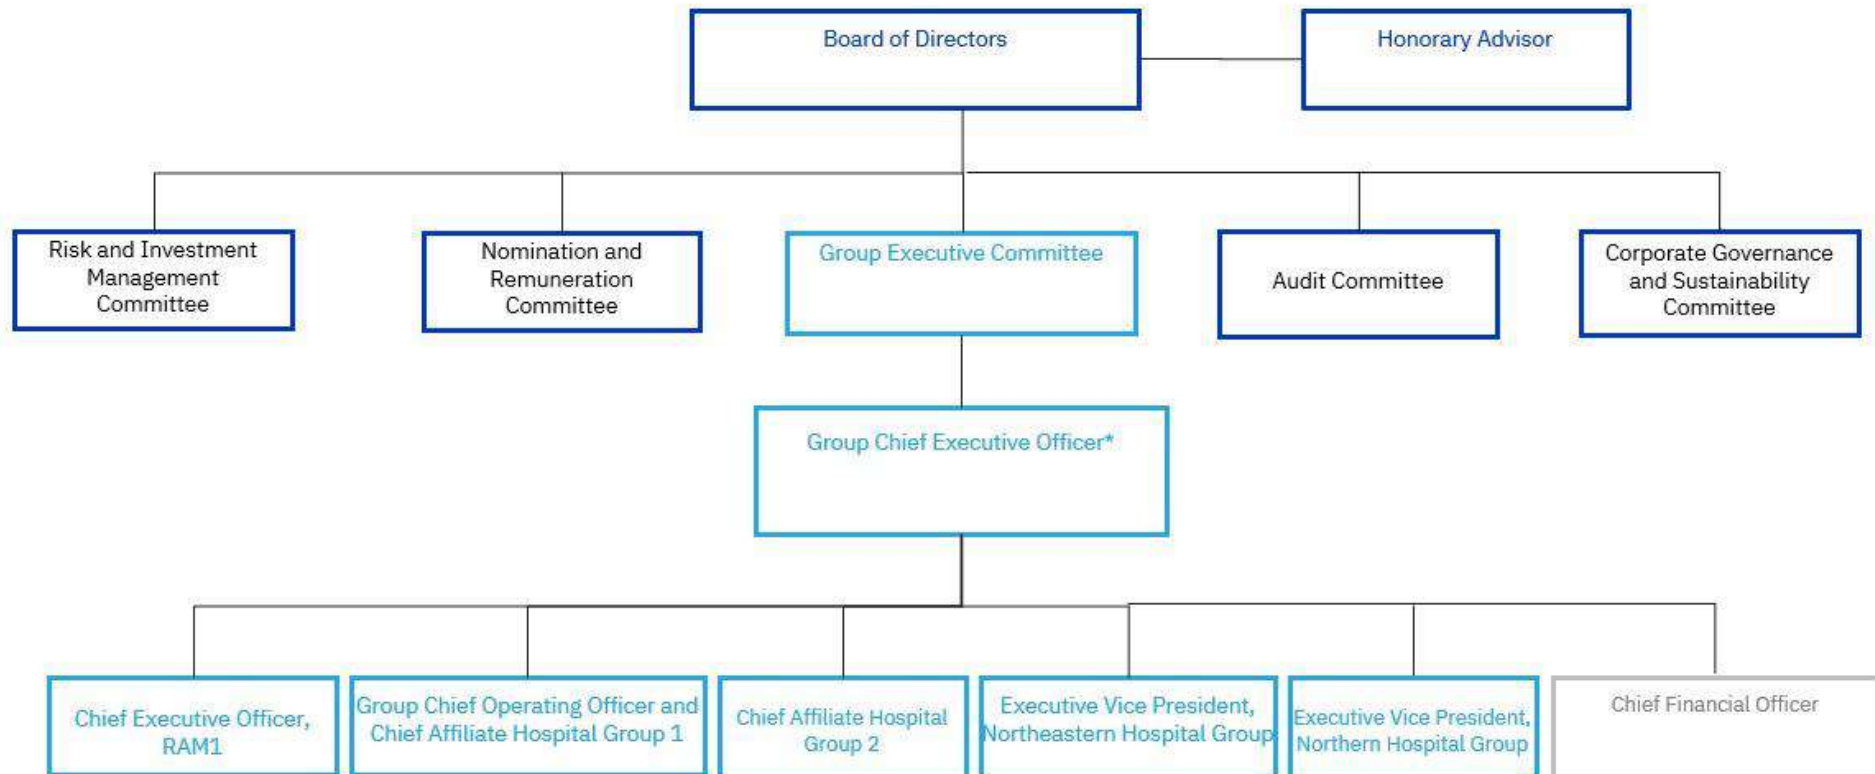 Board of Directors
Honorary Advisor
Risk and Investment
Management
Committee
Nomination and
Remuneration
Committee
Group Executive Committee
Audit Committee
Corporate Governance
and Sustainability
Committee
Group Chief Executive Officer*
Chief Executive Officer,
RAM1
Group Chief Operating Officer and
Chief Affiliate Hospital Group 1
Chief Affiliate Hospital
Group 2
Executive Vice President,
Northeastern Hospital Group
Executive Vice President,
Northern Hospital Group
Chief Financial Officer